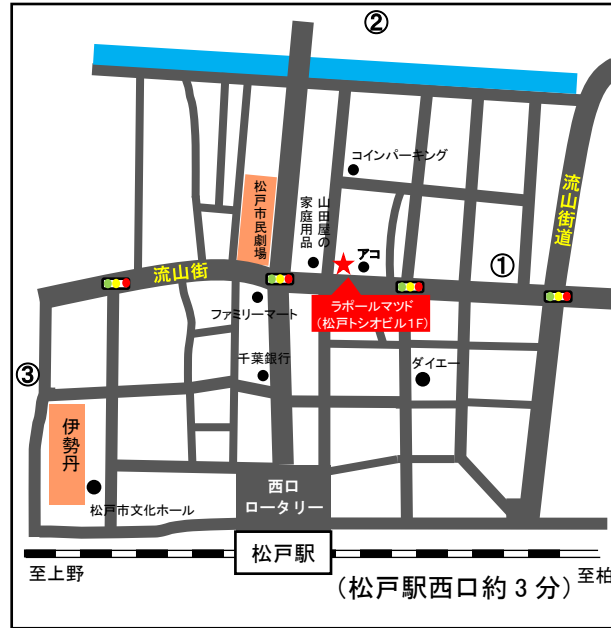 ②
コインパーキング
松戸市民劇場
山田屋の
家庭用品
流山街道
アコ
①
流山街
ラポールマツド
(松戸トシオビル1F)
ファミリーマート
千葉銀行
ダイエー
③
伊勢丹
松戸市文化ホール
西口
ロータリー
松戸駅
至上野
至柏
(松戸駅西口約3分)